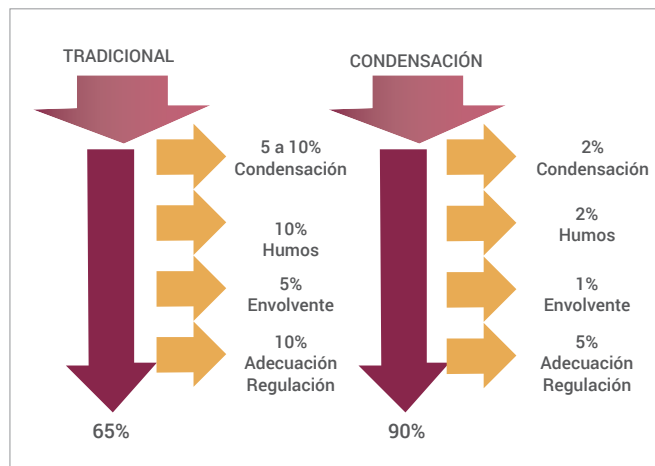 TRADICIONAL
5 a 10%
Condensación
10%
Humos
5%
Envolvente
10%
Adecuación
Regulación
65%
CONDENSACIÓN
2%
Condensación
2%
Humos
1%
Envolvente
5%
Adecuación
Regulación
90%